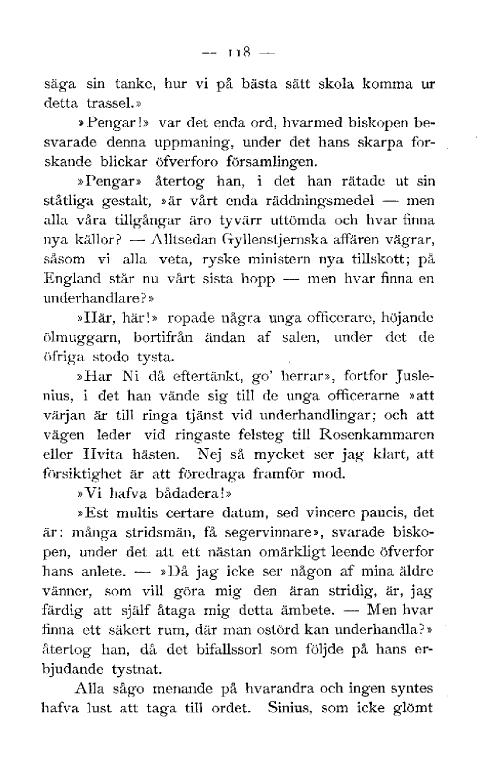 — 118 —
säga sin tanke, hur vi på bästa sätt skola komma ur
detta trassel.»
»Pengar!» var det enda ord, hvarmed biskopen be-
svarade denna uppmaning, under det hans skarpa for-
skande blickar öfverforo församlingen.
»Pengar» återtog han, i det han rätade ut sin
ståtliga gestalt, »är vårt enda räddningsmedel — men
alla våra tillgångar äro tyvärr uttömda och hvar finna
nya källor? — Alltsedan Gyllenstjernska affären vägrar,
såsom vi alla veta, ryske ministern nya tillskott; på
England står nu vårt sista hopp — men hvar finna en
underhandlare?»
»Här, här!» ropade några unga officerare, höjande
ölmuggarn, bortifrån ändan af salen, under det de
öfriga stodo tysta.
»Har Ni då eftertänkt, go' herrar», fortfor Jusle-
nius, i det han vände sig till de unga officerarne »att
värjan är till ringa tjänst vid underhandlingar; och att
vägen leder vid ringaste felsteg till Rosenkammaren
eller Hvita hästen. Nej så mycket ser jag klart, att
försiktighet är att föredraga framför mod.
»Vi hafva bådadera!»
»Est multis certare datum, sed vincere paucis, det
är: många stridsmän, få segervinnare», svarade bisko-
pen, under det att ett nästan omärkligt leende öfverfor
hans anlete. — »Då jag icke ser någon af mina äldre
vänner, som vill göra mig den äran stridig, är, jag
färdig att själf åtaga mig detta ämbete. — Men hvar
finna ett säkert rum, där man ostörd kan underhandla?»
återtog han, då det bifallssorl som följde på hans er-
bjudande tystnat.
Alla sågo menande på hvarandra och ingen syntes
hafva lust att taga till ordet. Sinius, som icke glömt